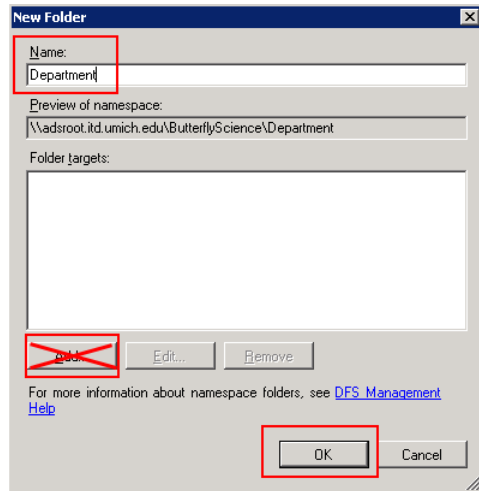 New Folder
Name:
Department
Preview of namespace:
\\adsroot.itd.umich.edu\ButterflyScience\Department
Folder targets:
Add... Edit... Remove
For more information about namespace folders, see DFS Management
Help
OK Cancel